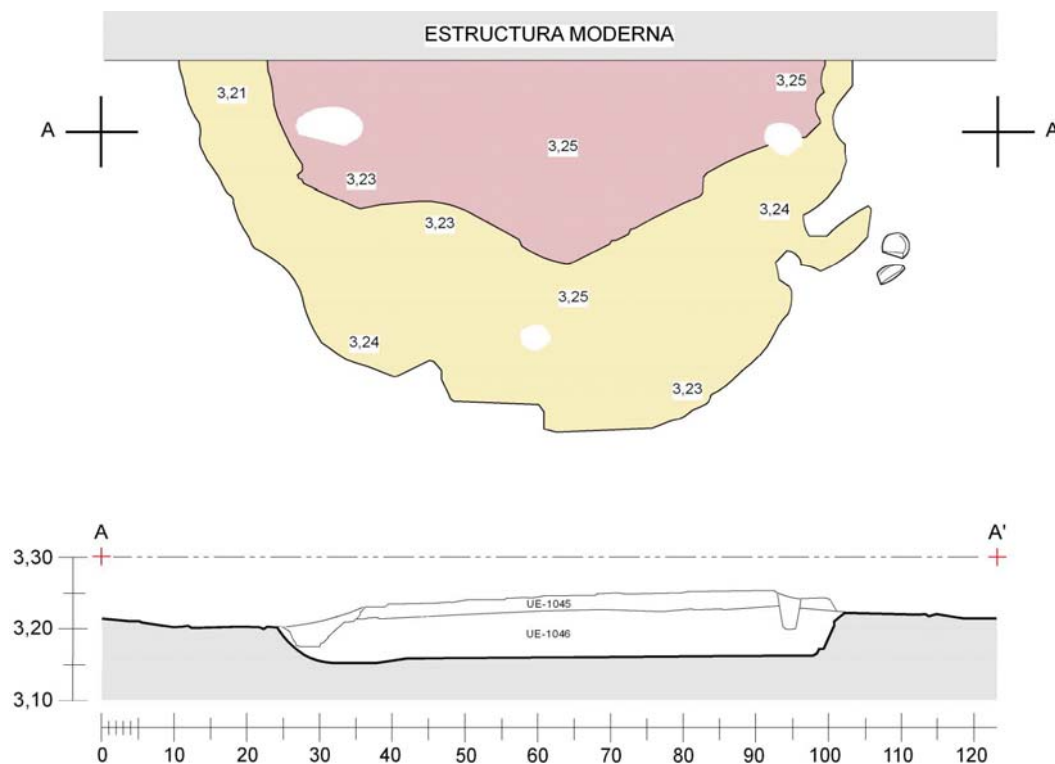 ESTRUCTURA MODERNA
3,21 3,25
A A
3,25
3,23
3,23 3,24
3,25
3,24
3,23
A A'
3,30
UE-1045
3,20 UE-1046
3,10
0 10 20 30 40 50 60 70 80 90 100 110 120